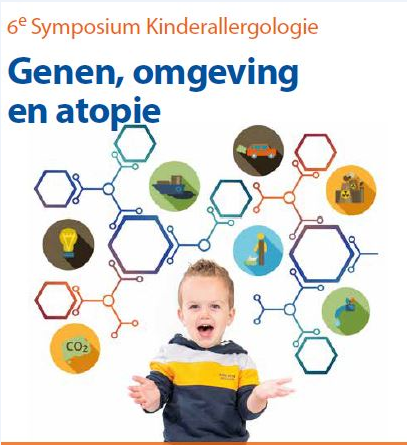 6e Symposium Kinderallergologie
Genen, omgeving
en atopie
CO2